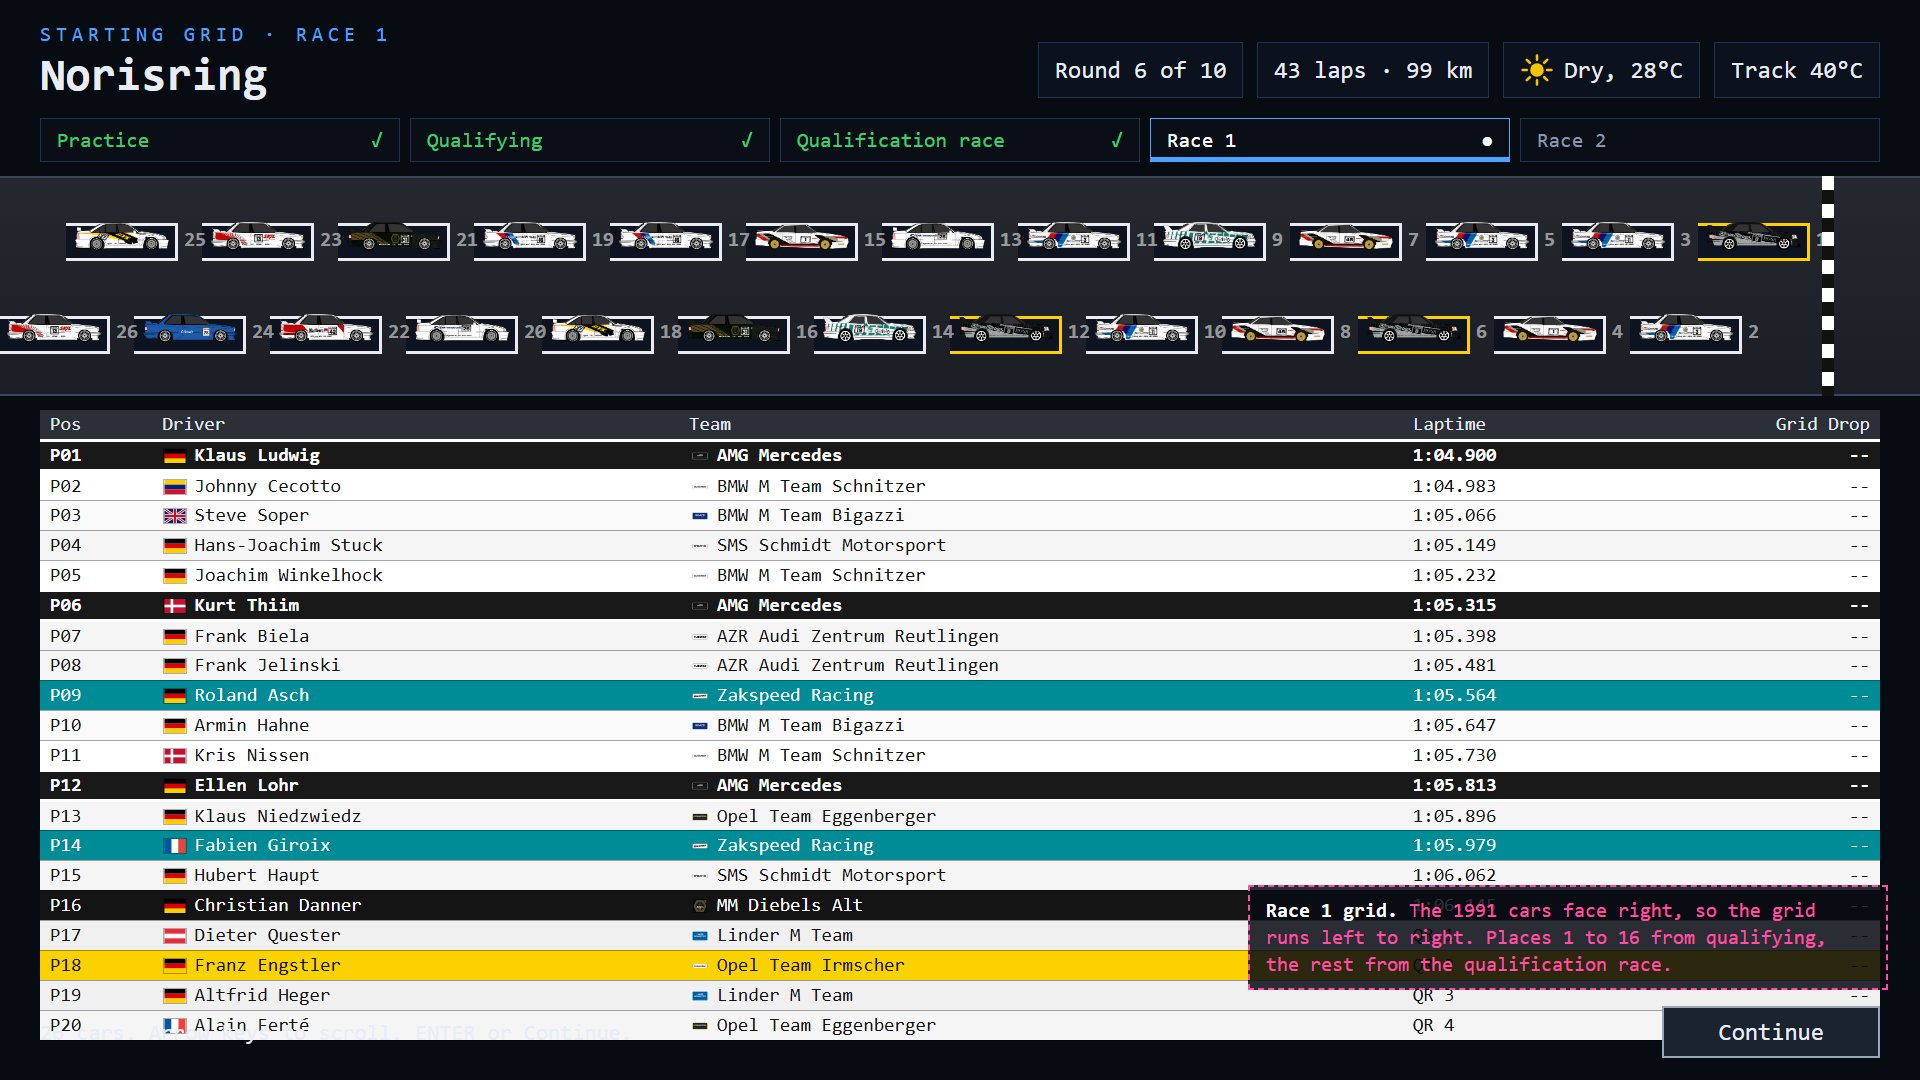 STARTING GRID · RACE 1
Norisring
Round 6 of 10
43 laps · 99 km
Dry, 28°C
Track 40°C
Practice ✓
Qualifying ✓
Qualification race ✓
Race 1 ●
Race 2
25 23 21 19 17 15 13 11 9 7 5 3
26 24 22 20 18 16 14 12 10 8 6 4 2
Pos Driver Team Laptime Grid Drop
P01 Klaus Ludwig AMG Mercedes 1:04.900 --
P02 Johnny Cecotto BMW M Team Schnitzer 1:04.983 --
P03 Steve Soper BMW M Team Bigazzi 1:05.066 --
P04 Hans-Joachim Stuck SMS Schmidt Motorsport 1:05.149 --
P05 Joachim Winkelhock BMW M Team Schnitzer 1:05.232 --
P06 Kurt Thiim AMG Mercedes 1:05.315 --
P07 Frank Biela AZR Audi Zentrum Reutlingen 1:05.398 --
P08 Frank Jelinski AZR Audi Zentrum Reutlingen 1:05.481 --
P09 Roland Asch Zakspeed Racing 1:05.564 --
P10 Armin Hahne BMW M Team Bigazzi 1:05.647 --
P11 Kris Nissen BMW M Team Schnitzer 1:05.730 --
P12 Ellen Lohr AMG Mercedes 1:05.813 --
P13 Klaus Niedzwiedz Opel Team Eggenberger 1:05.896 --
P14 Fabien Giroix Zakspeed Racing 1:05.979 --
P15 Hubert Haupt SMS Schmidt Motorsport 1:06.062 --
P16 Christian Danner MM Diebels Alt
P17 Dieter Quester Linder M Team
P18 Franz Engstler Opel Team Irmscher
P19 Altfrid Heger Linder M Team QR 3 --
P20 Alain Ferté Opel Team Eggenberger QR 4
Race 1 grid. The 1991 cars face right, so the grid
runs left to right. Places 1 to 16 from qualifying,
the rest from the qualification race.
cars. Arrow keys to scroll. ENTER or Continue.
Continue